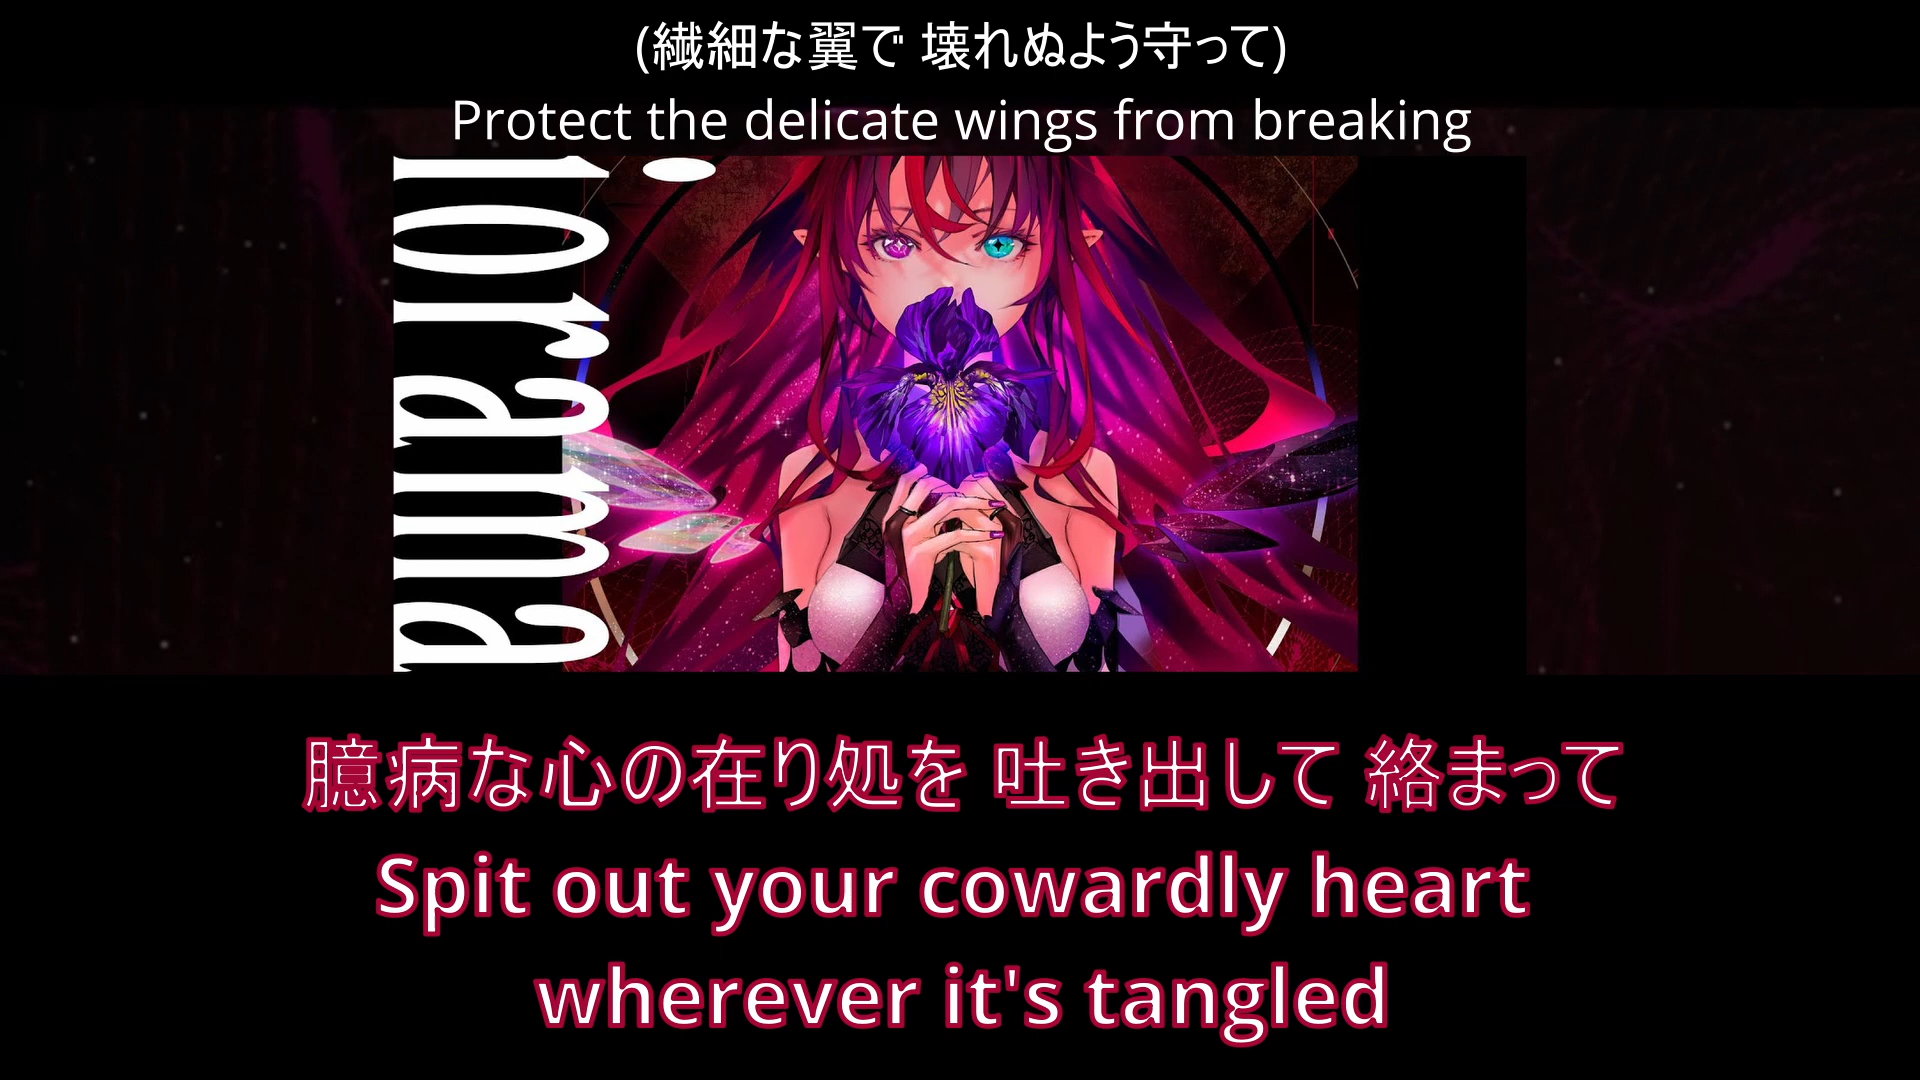 (繊細な翼で 壊れぬよう守って)
Protect the delicate wings from breaking
iorama
臆病な心の在り処を 吐き出して 絡まって
Spit out your cowardly heart
wherever it's tangled